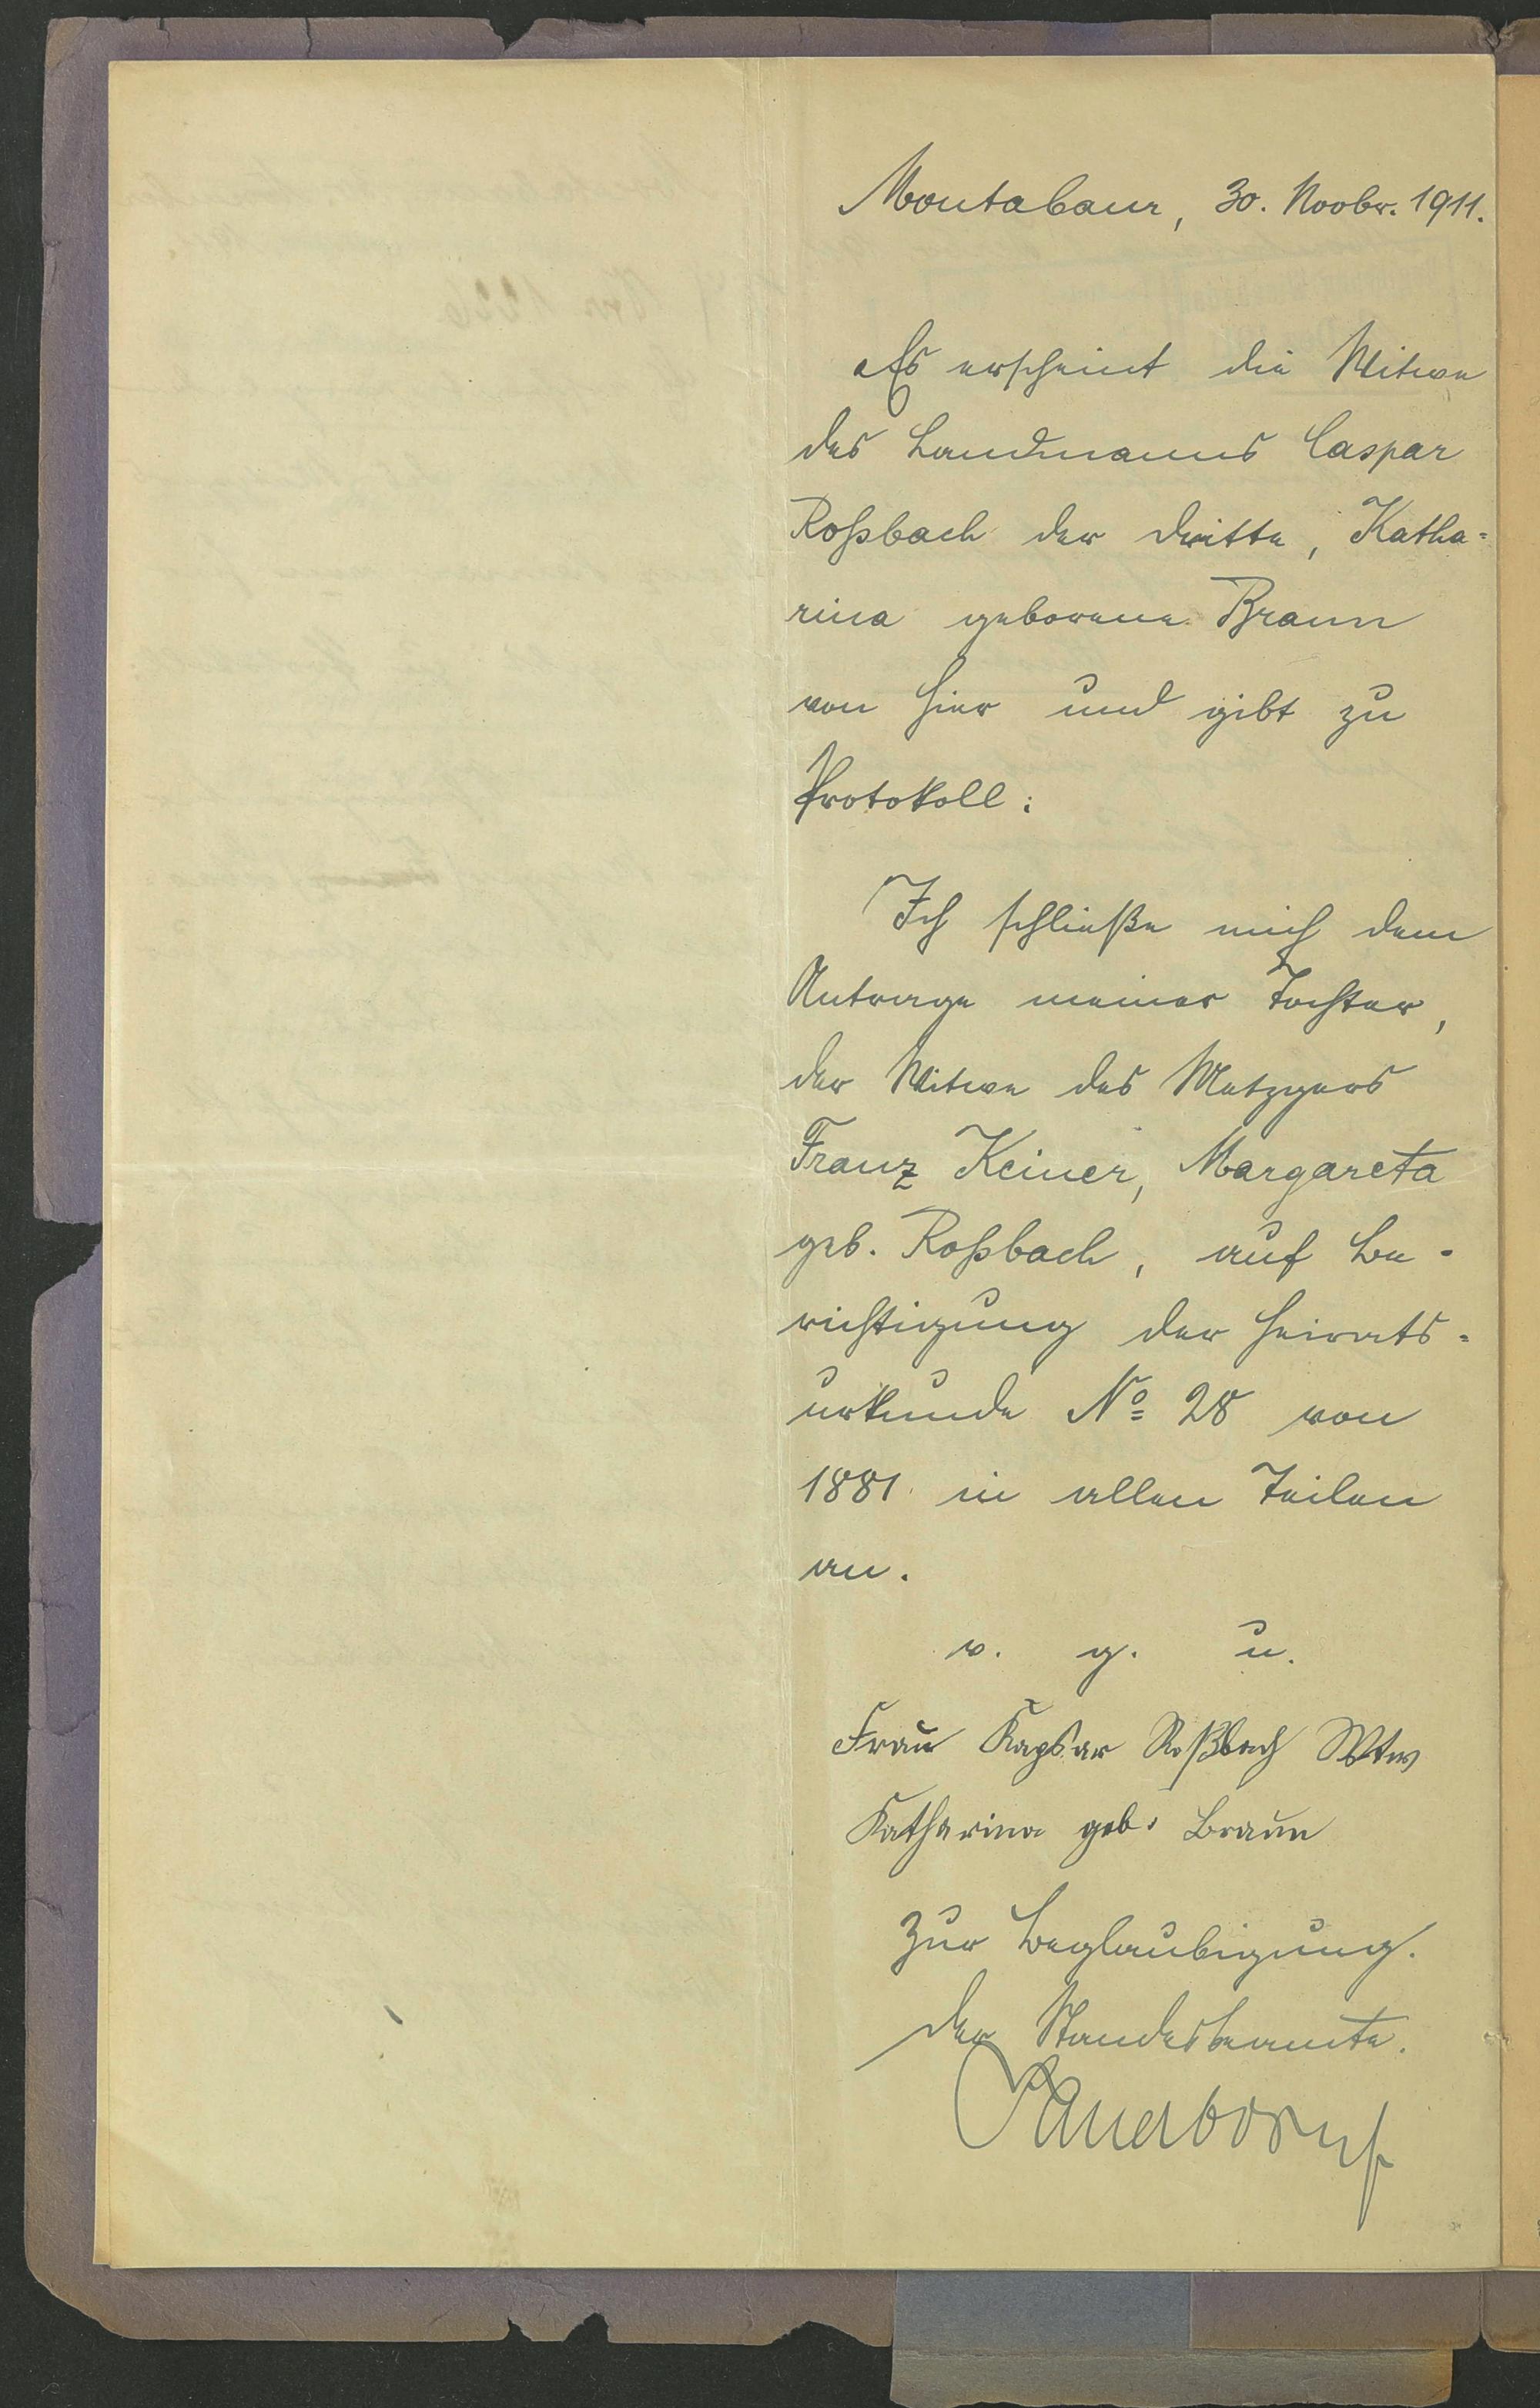 Montabaur, 30. Novbr. 1911.
Es erscheint die Witwe
des Landmanns Caspar
Roßbach der dritte, Katha=
rina geborene Braun
von hier und gibt zu
Protokoll:
Ich schließe mich dem
Antrage meiner Tochter,
der Witwe des Metzgers
Franz Keiner, Margareta
geb. Roßbach, auf Be-
richtigung der Heirats=
urkunde No 28 von
1881 in allen Teilen
an.
v. g. u.
Frau Kapsar Roßbach Wtw
Katharina geb. Braun
Zur Beglaubigung.
Der Standesbeamte.